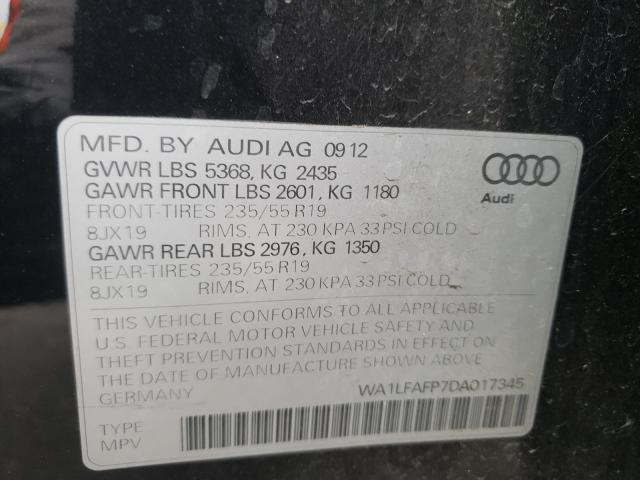 MFD. BY AUDI AG 09 12
GVWR LBS 5368, KG 2435
GAWR FRONT LBS 2601, KG 1180
FRONT-TIRES 235/55 R19
8JX19 RIMS, AT 230 KPA 33 PSI COLD
GAWR REAR LBS 2976, KG 1350
REAR-TIRES 235/55 R19
8JX19 RIMS, AT 230 KPA 33 PSI COLD
Audi
THIS VEHICLE CONFORMS TO ALL APPLICABLE
U.S. FEDERAL MOTOR VEHICLE SAFETY AND
THEFT PREVENTION STANDARDS IN EFFECT ON
THE DATE OF MANUFACTURE SHOWN ABOVE.
GERMANY WA1LFAFP7DA017345
TYPE
MPV